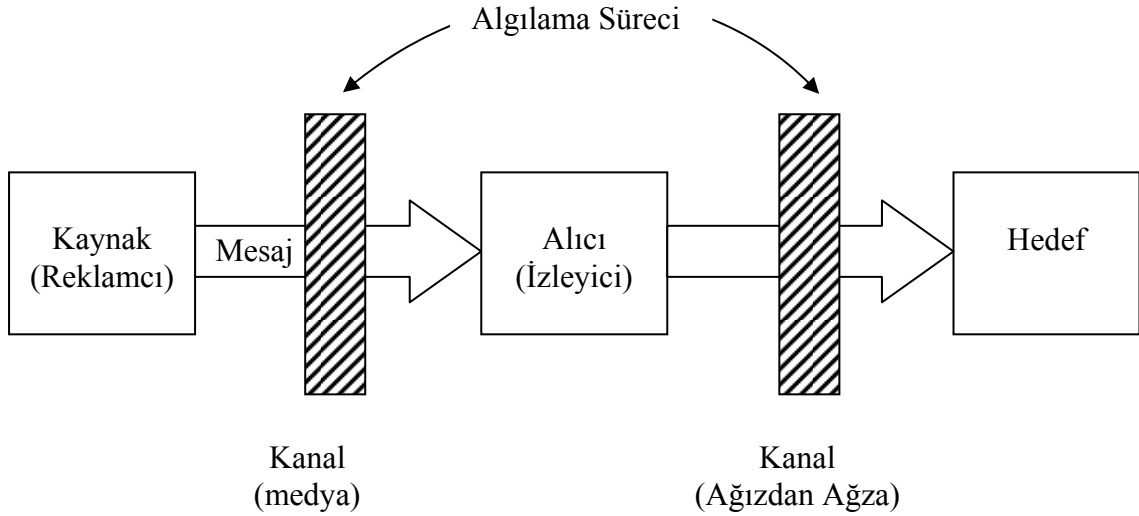 Algılama Süreci
Kaynak
(Reklamcı)
Mesaj
Alıcı
(İzleyici)
Hedef
Kanal
(medya)
Kanal
(Ağızdan Ağza)